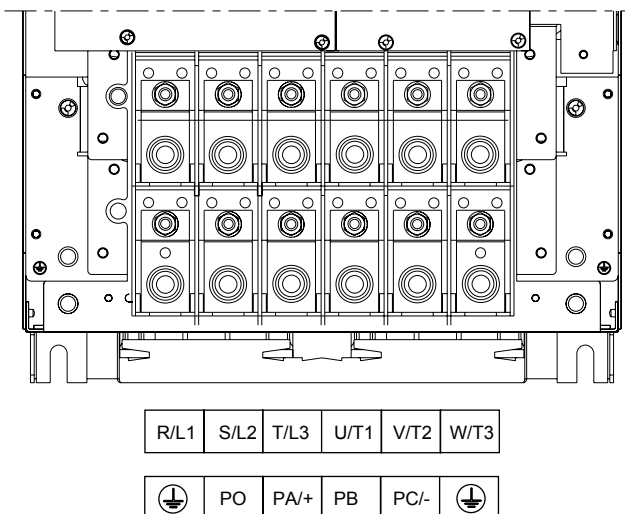 R/L1 S/L2 T/L3 U/T1 V/T2 W/T3
PO PA/+ PB PC/-